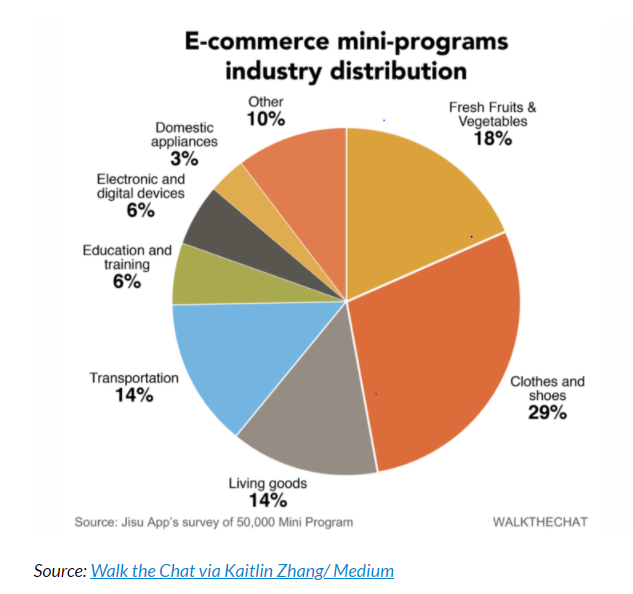 E-commerce mini-programs
industry distribution
Other
10%
Fresh Fruits &
Vegetables
18%
Domestic
appliances
3%
Electronic and
digital devices
6%
Education and
training
6%
Transportation
14%
Clothes and
shoes
29%
Living goods
14%
Source: Jisu App's survey of 50,000 Mini Program
WALKTHECHAT
Source: Walk the Chat via Kaitlin Zhang/ Medium